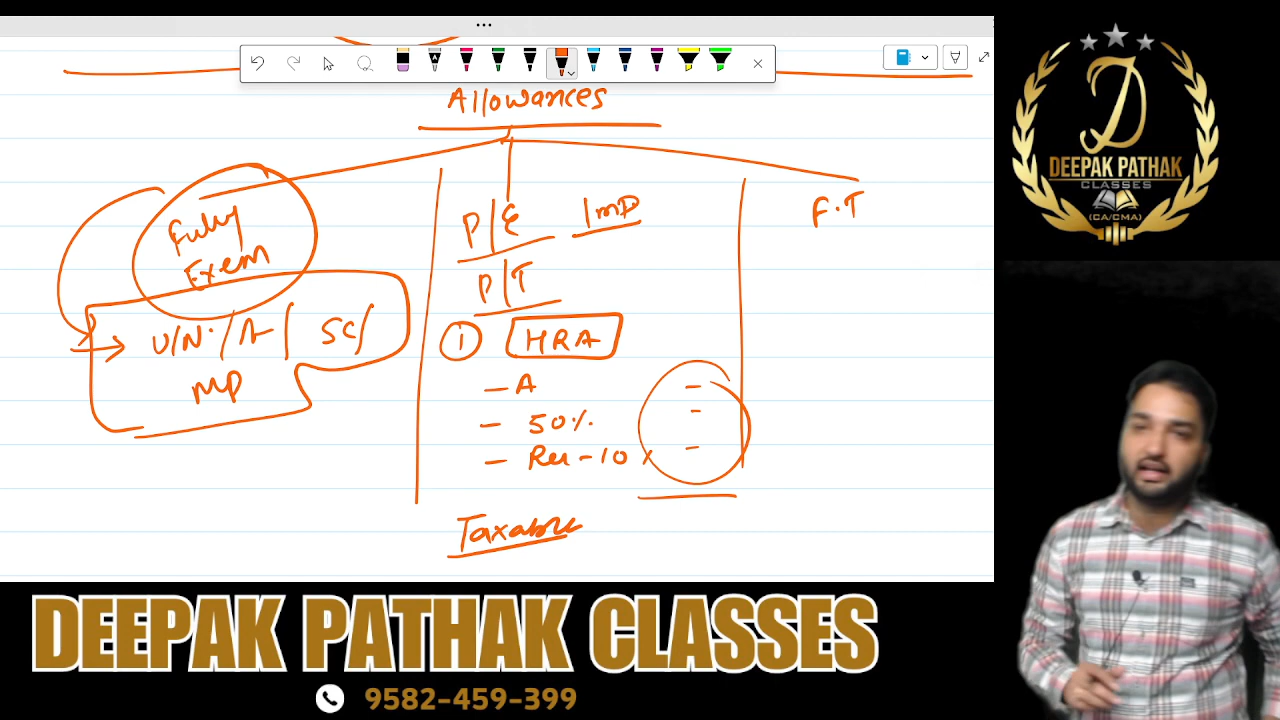 Allowances
Fully
Exem
U/N·/A-/ SC/
MP
P/E Imp
P/T
① HRA
– A –
– 50% –
– Ren – 10% –
Taxable
F.T
D
DEEPAK PATHAK
CLASSES
(CA/CMA)
DEEPAK PATHAK CLASSES
9582-459-399